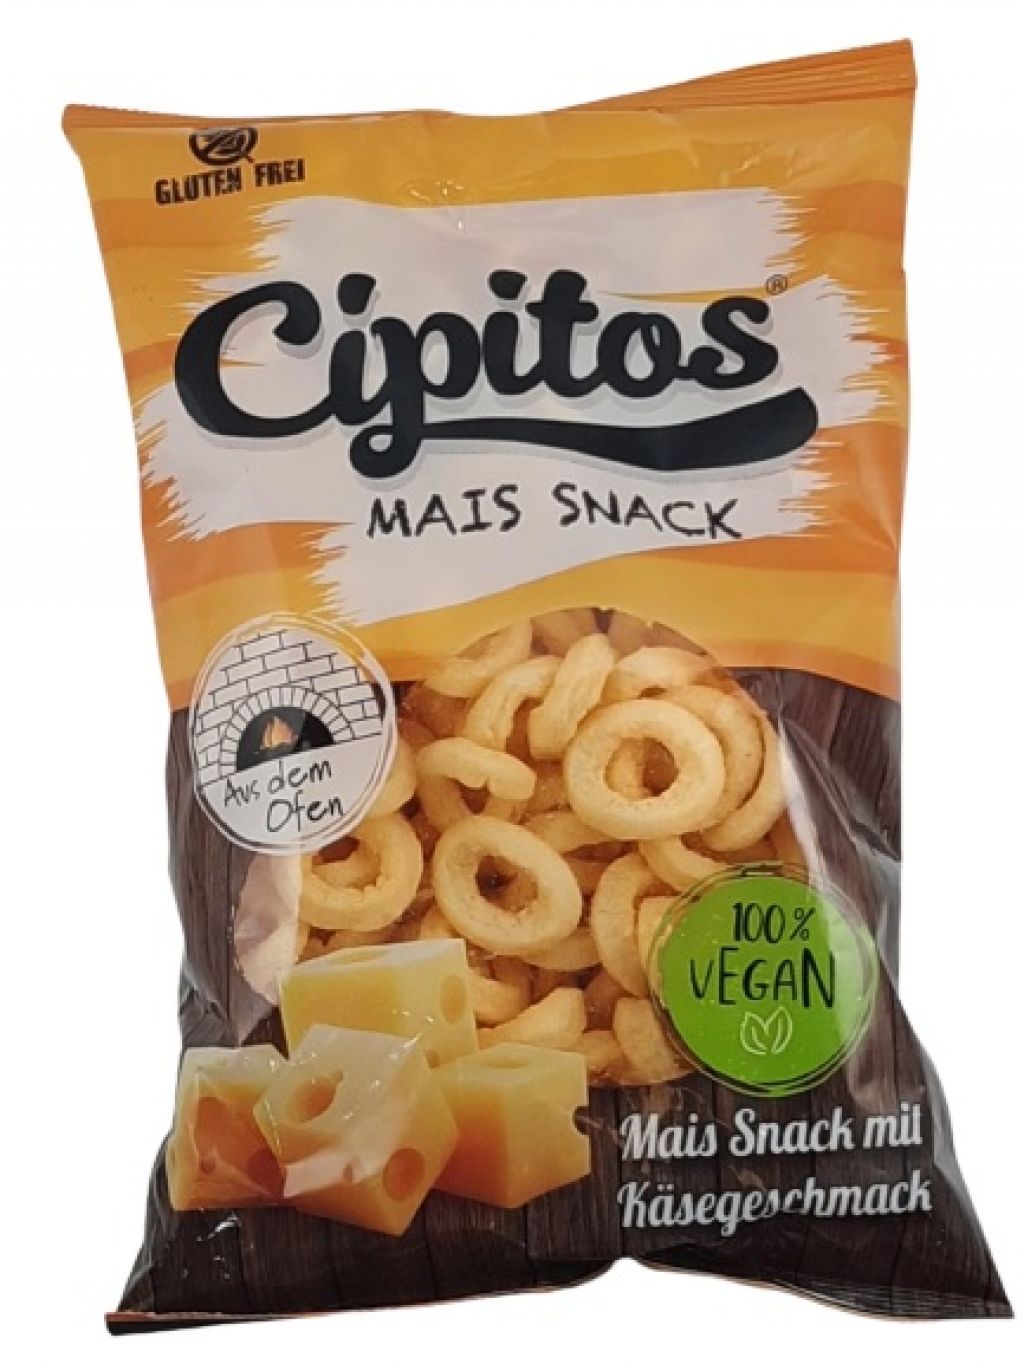 GLUTEN FREI
Cipitos®
MAIS SNACK
Aus dem
Ofen
100%
VEGAN
Mais Snack mit
Käsegeschmack